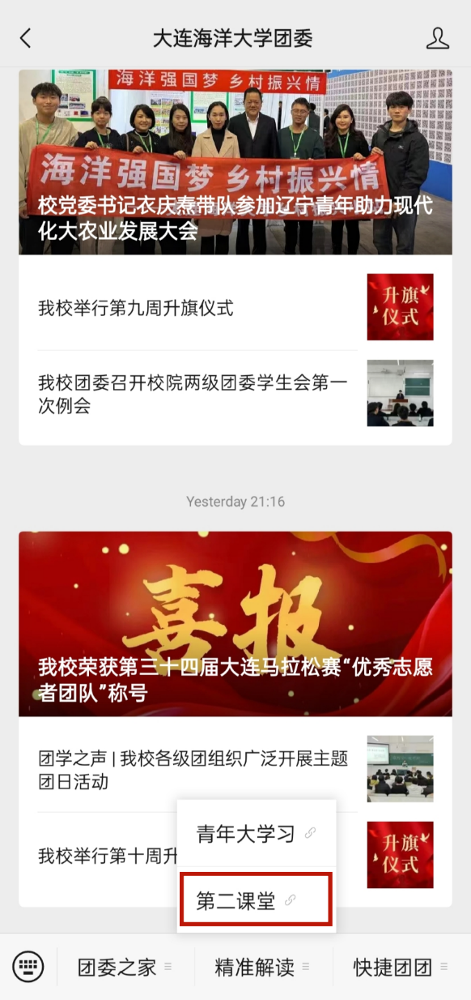 大连海洋大学团委
海洋强国梦 乡村振兴情
海洋强国梦 乡村振兴情
校党委书记衣庆焘带队参加辽宁青年助力现代
化大农业发展大会
我校举行第九周升旗仪式
升旗
仪式
我校团委召开校院两级团委学生会第一
次例会
Yesterday 21:16
喜报
我校荣获第三十四届大连马拉松赛“优秀志愿
者团队”称号
团学之声 | 我校各级团组织广泛开展主题
团日活动
青年大学习
我校举行第十周升
升旗
仪式
第二课堂
团委之家
精准解读
快捷团团